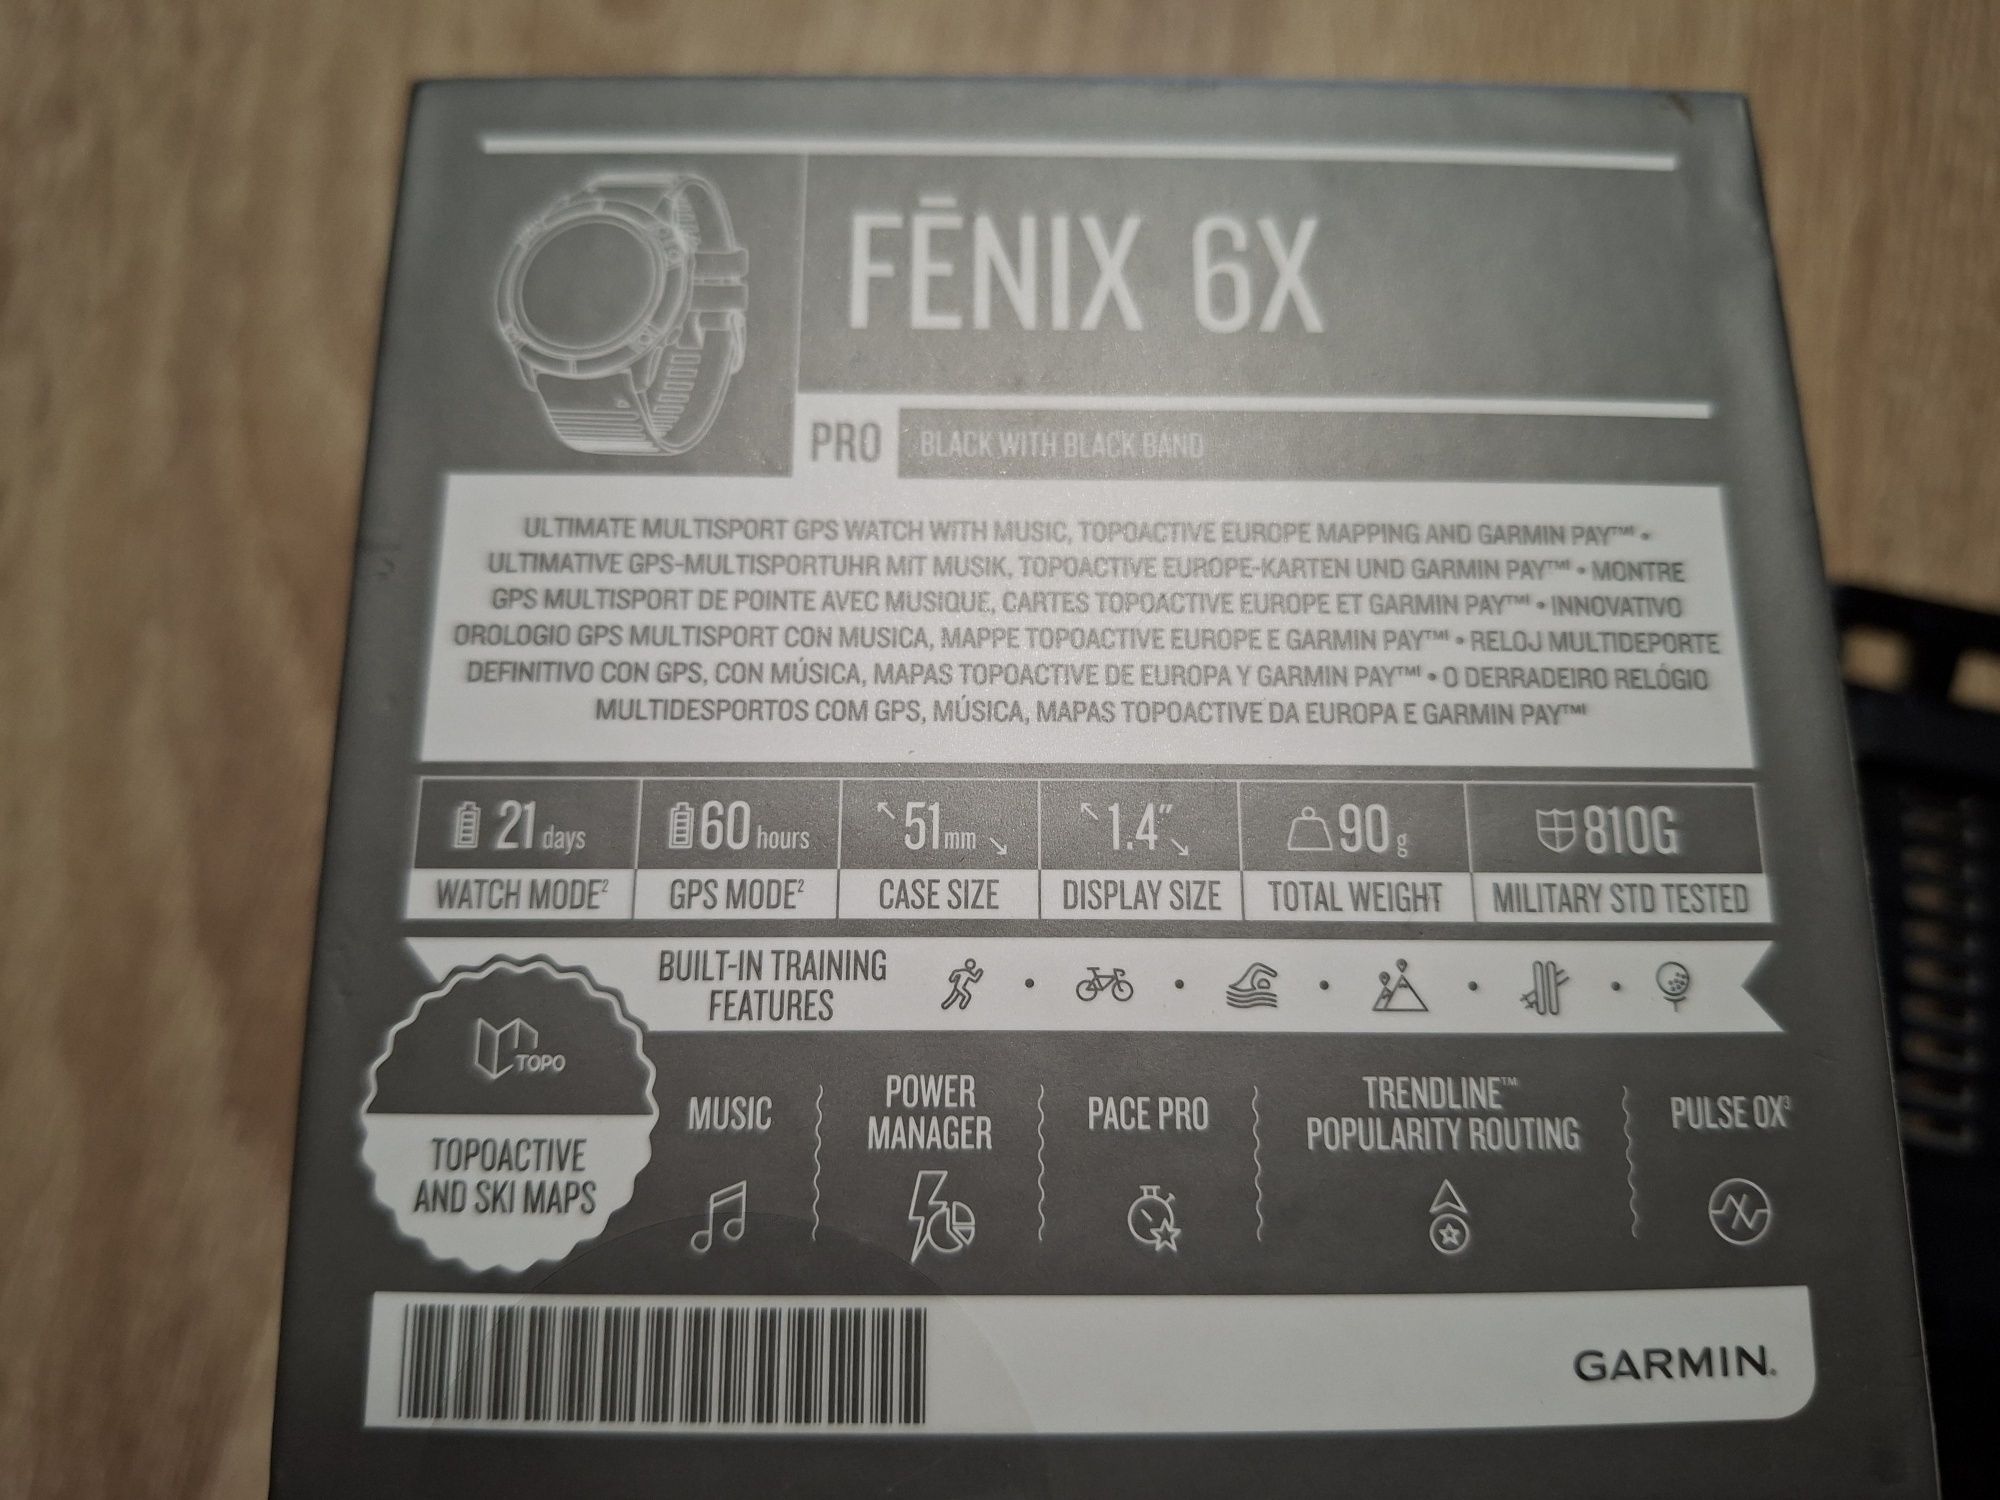 FĒNIX 6X
PRO BLACK WITH BLACK BAND
ULTIMATE MULTISPORT GPS WATCH WITH MUSIC, TOPOACTIVE EUROPE MAPPING AND GARMIN PAY™ •
ULTIMATIVE GPS-MULTISPORTUHR MIT MUSIK, TOPOACTIVE EUROPE-KARTEN UND GARMIN PAY™ • MONTRE
GPS MULTISPORT DE POINTE AVEC MUSIQUE, CARTES TOPOACTIVE EUROPE ET GARMIN PAY™ • INNOVATIVO
OROLOGIO GPS MULTISPORT CON MUSICA, MAPPE TOPOACTIVE EUROPE E GARMIN PAY™ • RELOJ MULTIDEPORTE
DEFINITIVO CON GPS, CON MÚSICA, MAPAS TOPOACTIVE DE EUROPA Y GARMIN PAY™ • O DERRADEIRO RELÓGIO
MULTIDESPORTOS COM GPS, MÚSICA, MAPAS TOPOACTIVE DA EUROPA E GARMIN PAY™
21 days 60 hours 51mm 1.4" 90g 810G
WATCH MODE² GPS MODE² CASE SIZE DISPLAY SIZE TOTAL WEIGHT MILITARY STD TESTED
BUILT-IN TRAINING
FEATURES
TOPO
TOPOACTIVE
AND SKI MAPS
MUSIC
POWER
MANAGER
PACE PRO
TRENDLINE™
POPULARITY ROUTING
PULSE OX³
GARMIN.